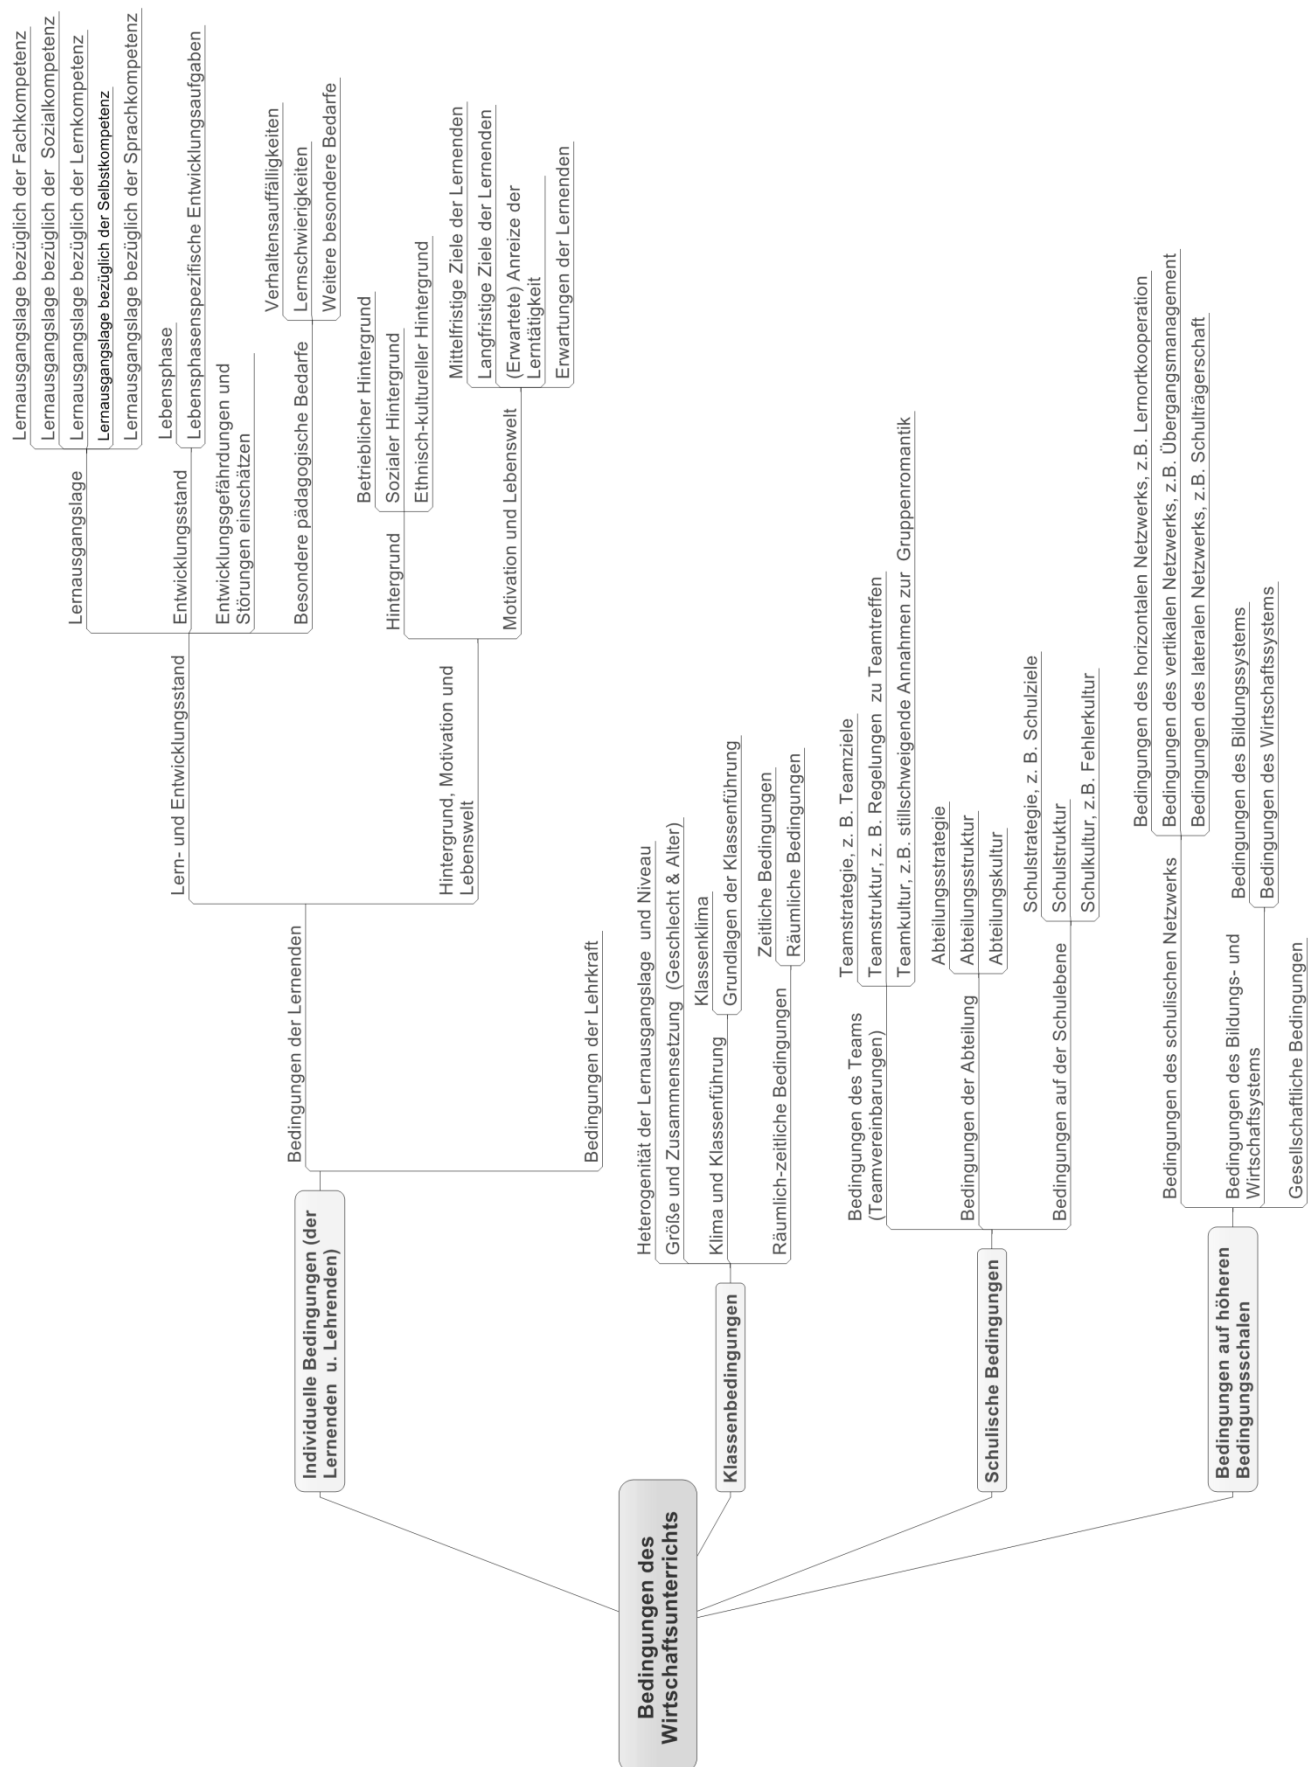 Bedingungen des
Wirtschaftsunterrichts
Individuelle Bedingungen (der
Lernenden u. Lehrenden)
Bedingungen der Lernenden
Lern- und Entwicklungsstand
Lernausgangslage
Lernausgangslage bezüglich der Fachkompetenz
Lernausgangslage bezüglich der Sozialkompetenz
Lernausgangslage bezüglich der Lernkompetenz
Lernausgangslage bezüglich der Selbstkompetenz
Lernausgangslage bezüglich der Sprachkompetenz
Entwicklungsstand
Lebensphase
Lebensphasenspezifische Entwicklungsaufgaben
Entwicklungsgefährdungen und
Störungen einschätzen
Besondere pädagogische Bedarfe
Verhaltensauffälligkeiten
Lernschwierigkeiten
Weitere besondere Bedarfe
Hintergrund, Motivation und
Lebenswelt
Hintergrund
Betrieblicher Hintergrund
Sozialer Hintergrund
Ethnisch-kultureller Hintergrund
Motivation und Lebenswelt
Mittelfristige Ziele der Lernenden
Langfristige Ziele der Lernenden
(Erwartete) Anreize der
Lerntätigkeit
Erwartungen der Lernenden
Bedingungen der Lehrkraft
Klassenbedingungen
Heterogenität der Lernausgangslage und Niveau
Größe und Zusammensetzung (Geschlecht & Alter)
Klima und Klassenführung
Klassenklima
Grundlagen der Klassenführung
Räumlich-zeitliche Bedingungen
Zeitliche Bedingungen
Räumliche Bedingungen
Schulische Bedingungen
Bedingungen des Teams
(Teamvereinbarungen)
Teamstrategie, z. B. Teamziele
Teamstruktur, z. B. Regelungen zu Teamtreffen
Teamkultur, z.B. stillschweigende Annahmen zur Gruppenromantik
Bedingungen der Abteilung
Abteilungsstrategie
Abteilungsstruktur
Abteilungskultur
Bedingungen auf der Schulebene
Schulstrategie, z. B. Schulziele
Schulstruktur
Schulkultur, z.B. Fehlerkultur
Bedingungen auf höheren
Bedingungsschalen
Bedingungen des schulischen Netzwerks
Bedingungen des horizontalen Netzwerks, z.B. Lernortkooperation
Bedingungen des vertikalen Netzwerks, z.B. Übergangsmanagement
Bedingungen des lateralen Netzwerks, z.B. Schulträgerschaft
Bedingungen des Bildungs- und
Wirtschaftsystems
Bedingungen des Bildungssystems
Bedingungen des Wirtschaftssystems
Gesellschaftliche Bedingungen